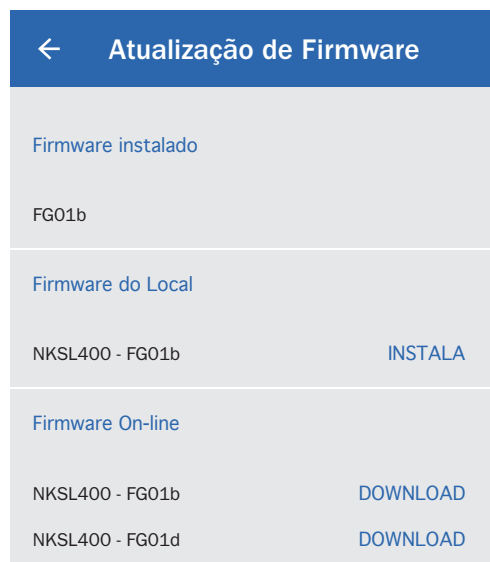 Atualização de Firmware
Firmware instalado
FG01b
Firmware do Local
NKSL400 - FG01b INSTALA
Firmware On-line
NKSL400 - FG01b DOWNLOAD
NKSL400 - FG01d DOWNLOAD